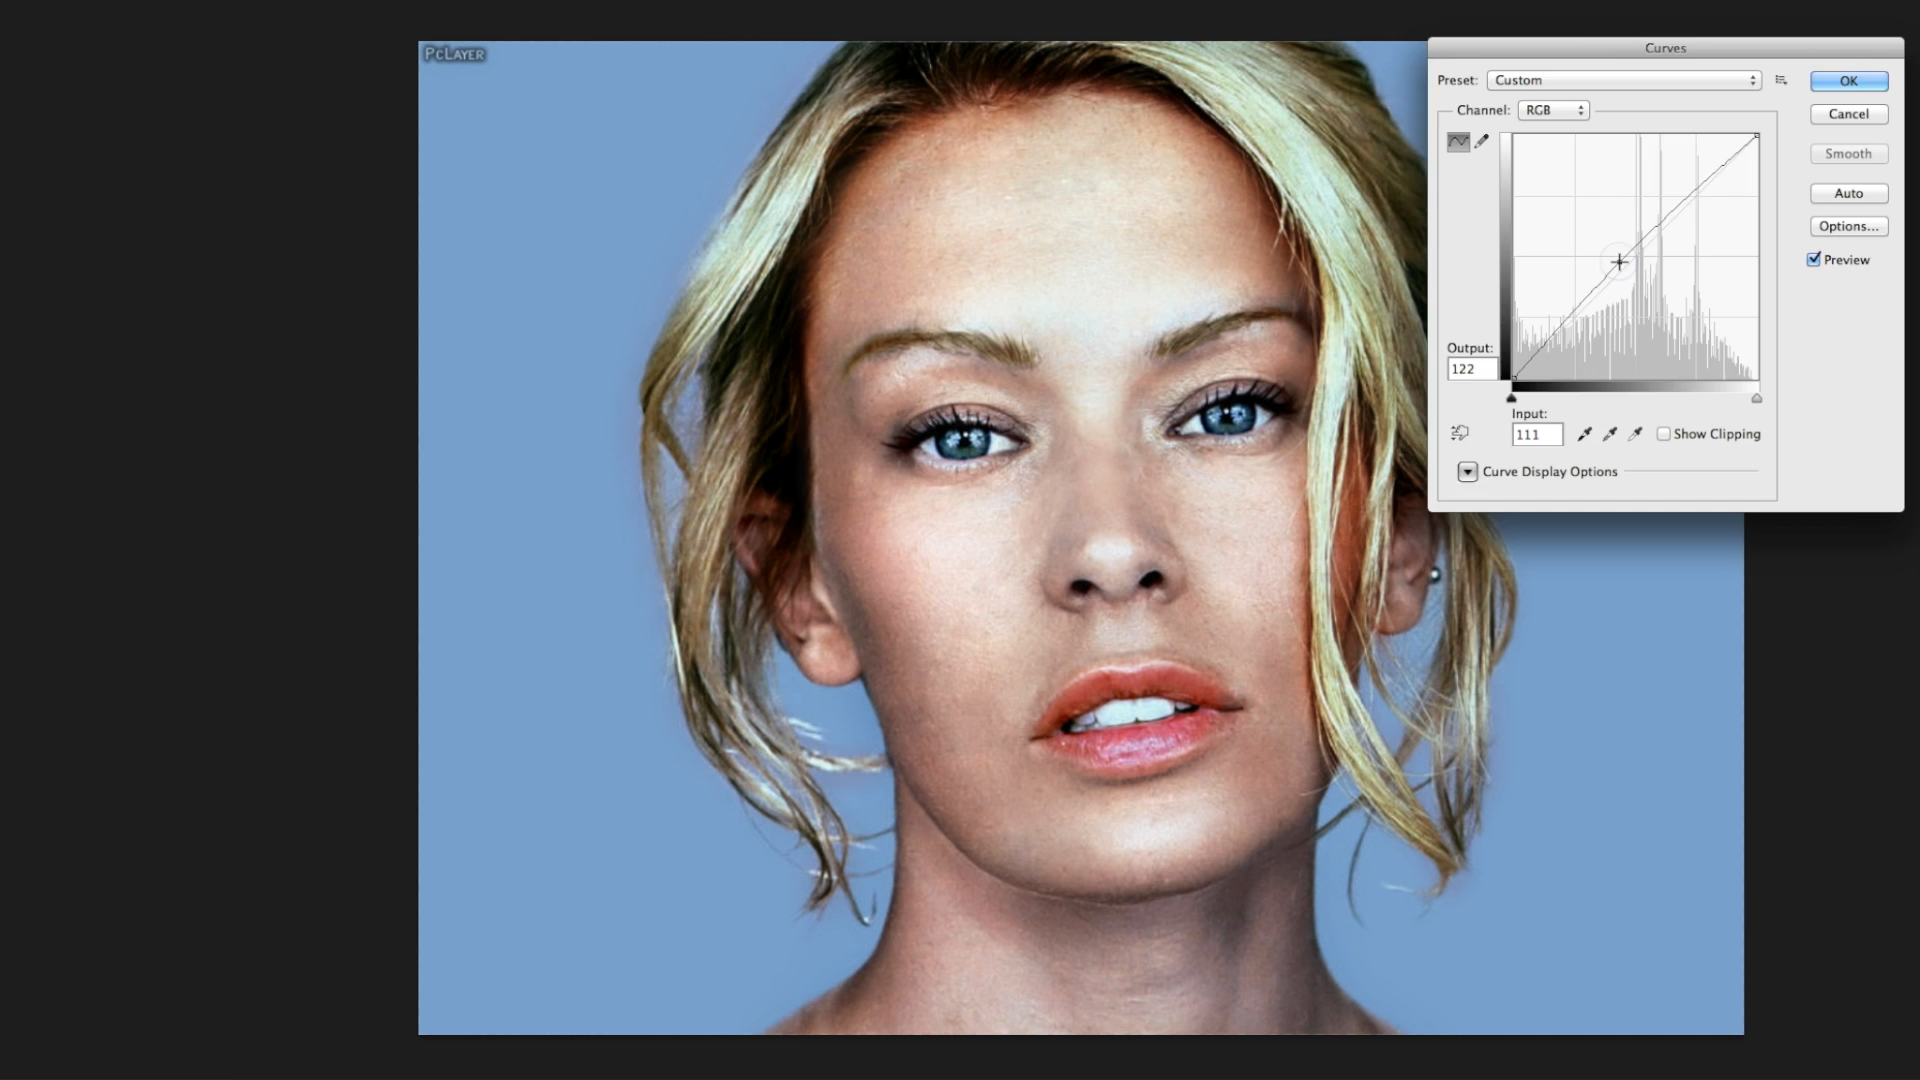 PCLAYER
Curves
Preset: Custom
OK
Channel: RGB
Cancel
Smooth
Auto
Options...
Preview
Output:
122
Input:
111
Show Clipping
Curve Display Options